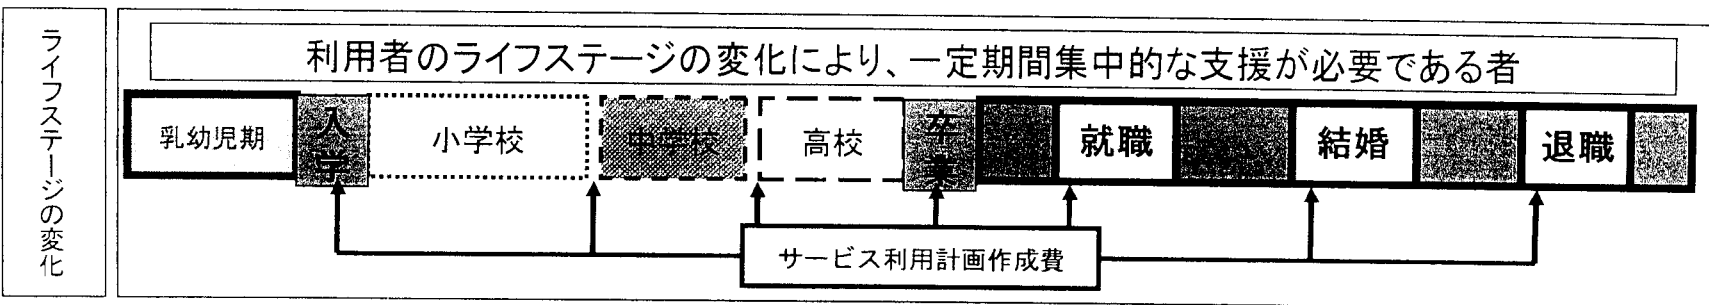 ライフステージの変化
利用者のライフステージの変化により、一定期間集中的な支援が必要である者
乳幼児期
入学
小学校
中学校
高校
卒業
就職
結婚
退職
サービス利用計画作成費